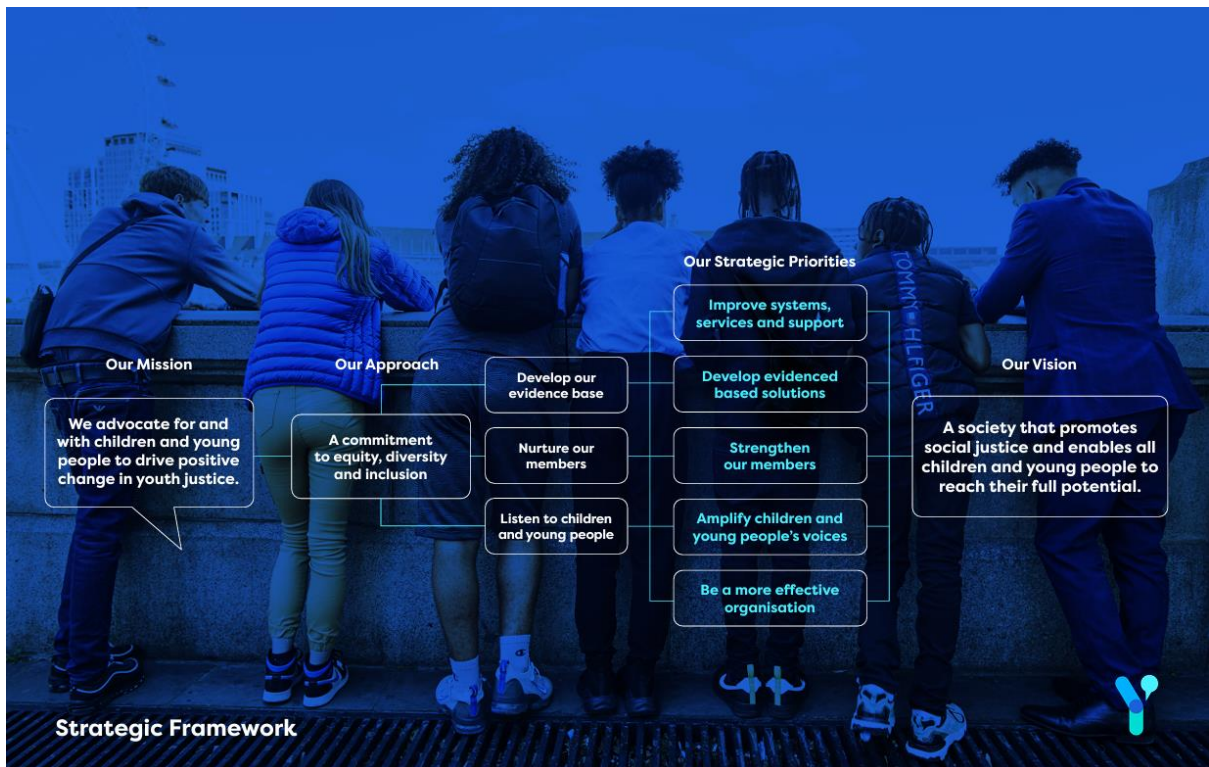 Our Mission
We advocate for and
with children and young
people to drive positive
change in youth justice.
Our Approach
A commitment
to equity, diversity
and inclusion
Develop our
evidence base
Nurture our
members
Listen to children
and young people
Our Strategic Priorities
Improve systems,
services and support
Develop evidenced
based solutions
Strengthen
our members
Amplify children and
young people's voices
Be a more effective
organisation
Our Vision
A society that promotes
social justice and enables all
children and young people to
reach their full potential.
TOMMY HILFIGER
Strategic Framework